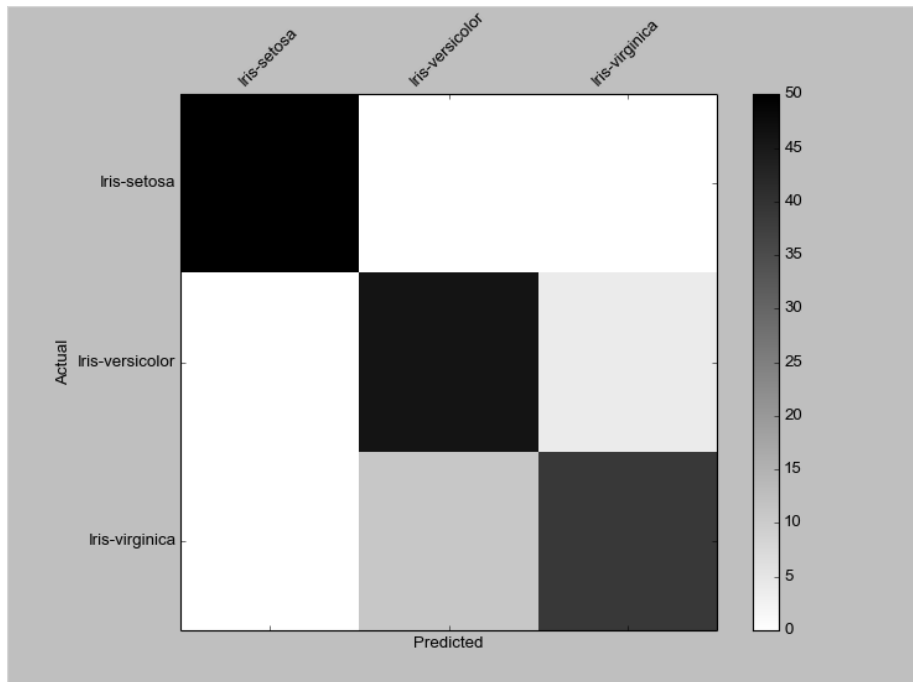 Iris-setosa
Iris-versicolor
Iris-virginica
Iris-setosa
Iris-versicolor
Iris-virginica
Actual
Predicted
50
45
40
35
30
25
20
15
10
5
0